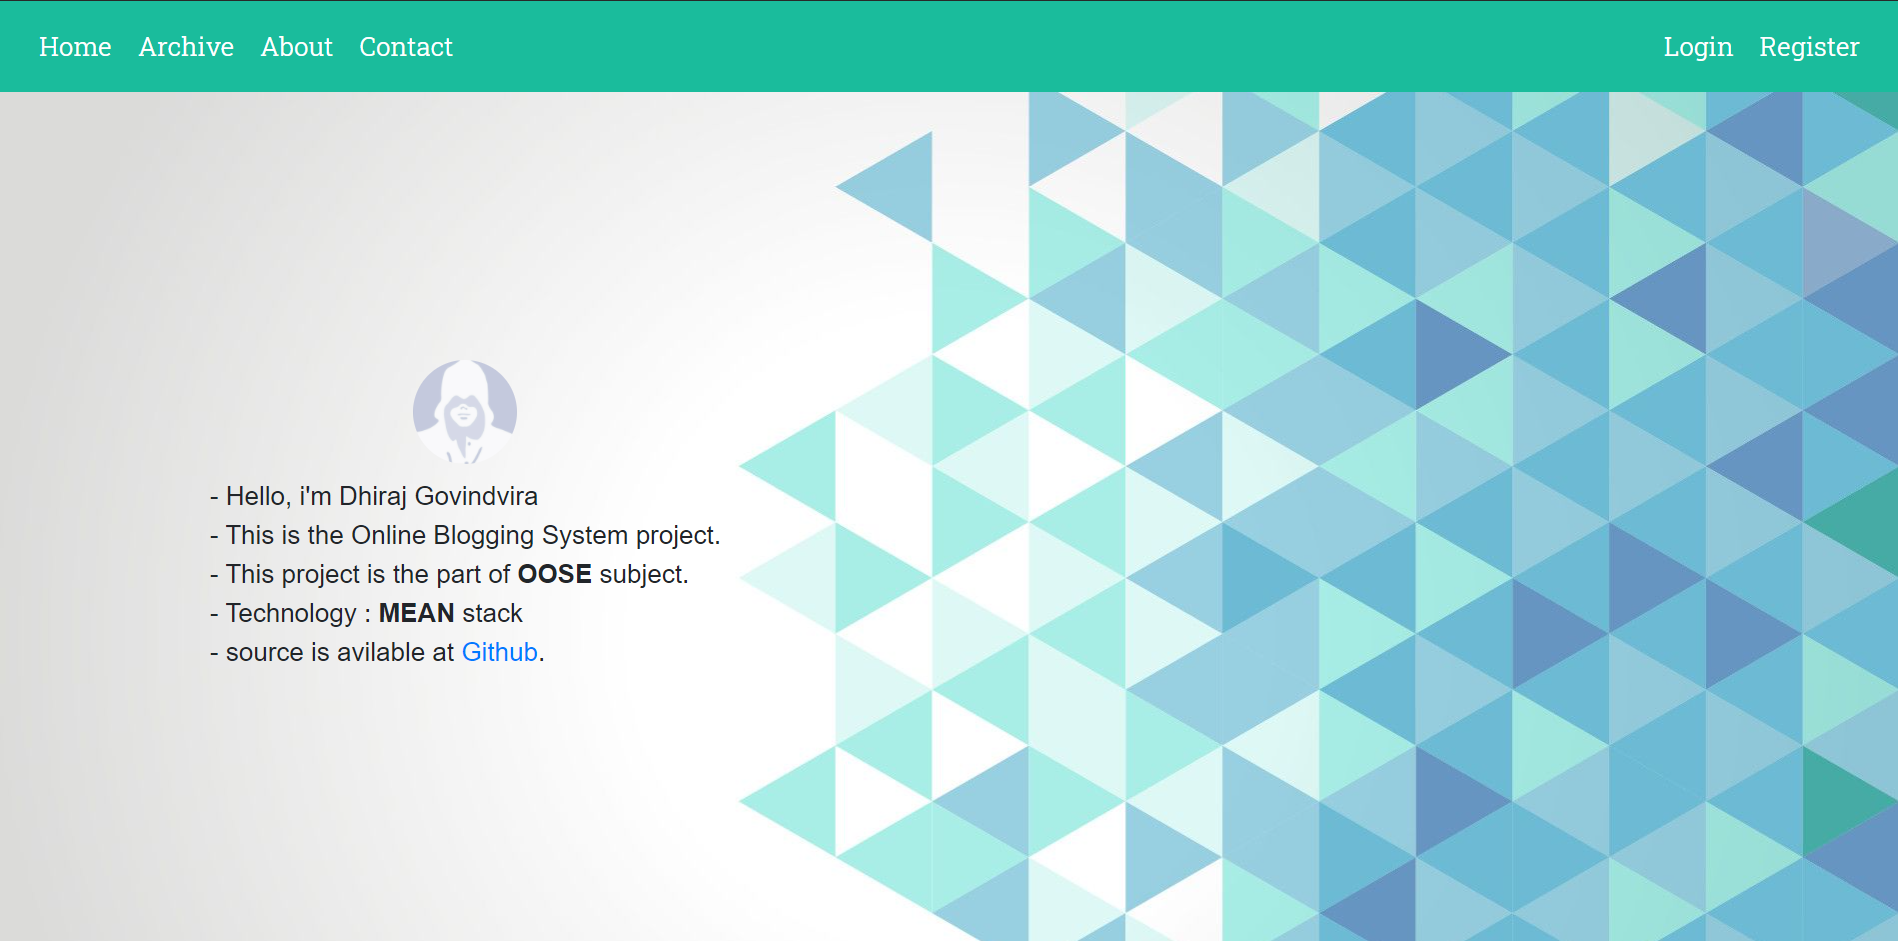 Home Archive About Contact Login Register
- Hello, i'm Dhiraj Govindvira
- This is the Online Blogging System project.
- This project is the part of OOSE subject.
- Technology : MEAN stack
- source is avilable at Github.